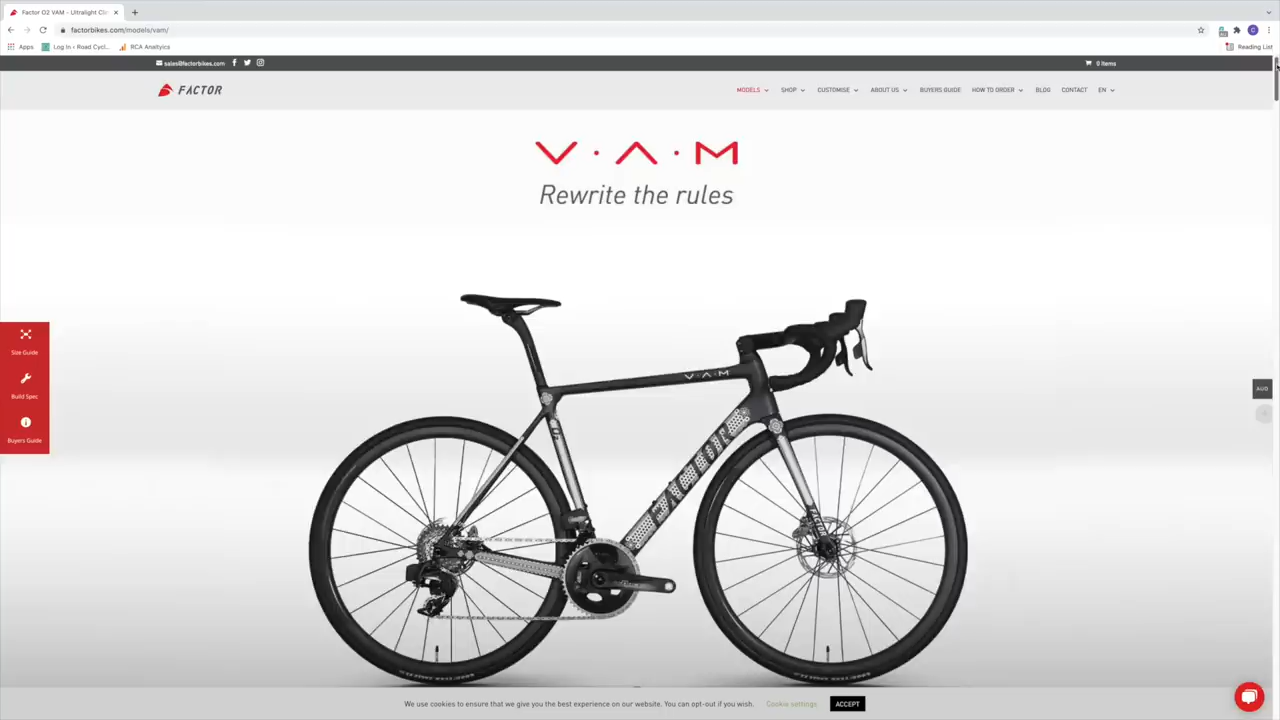 Factor O2 VAM - Ultralight Cli
factorbikes.com/models/vam/
Apps
Log In ‹ Road Cycl...
RCA Analtyics
Reading List
sales@factorbikes.com
0 Items
FACTOR
MODELS
SHOP
CUSTOMISE
ABOUT US
BUYERS GUIDE
HOW TO ORDER
BLOG
CONTACT
EN
V·A·M
Rewrite the rules
Size Guide
Build Spec
Buyers Guide
V·A·M
AUD
We use cookies to ensure that we give you the best experience on our website. You can opt-out if you wish.
Cookie settings
ACCEPT